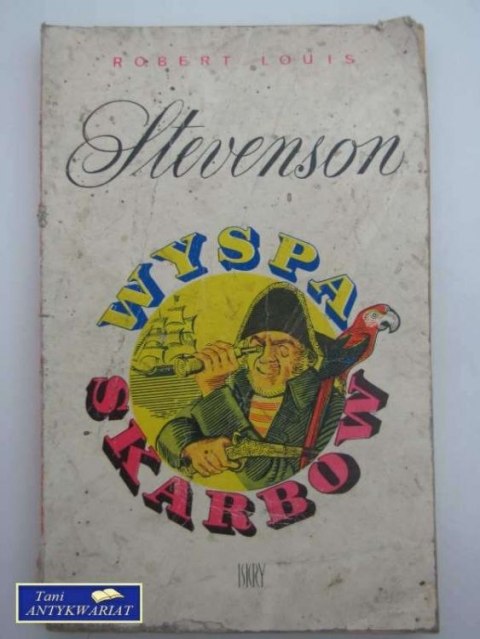 ROBERT LOUIS
Stevenson
WYSPA
SKARBÓW
ISKRY
Tani
ANTYKWARIAT